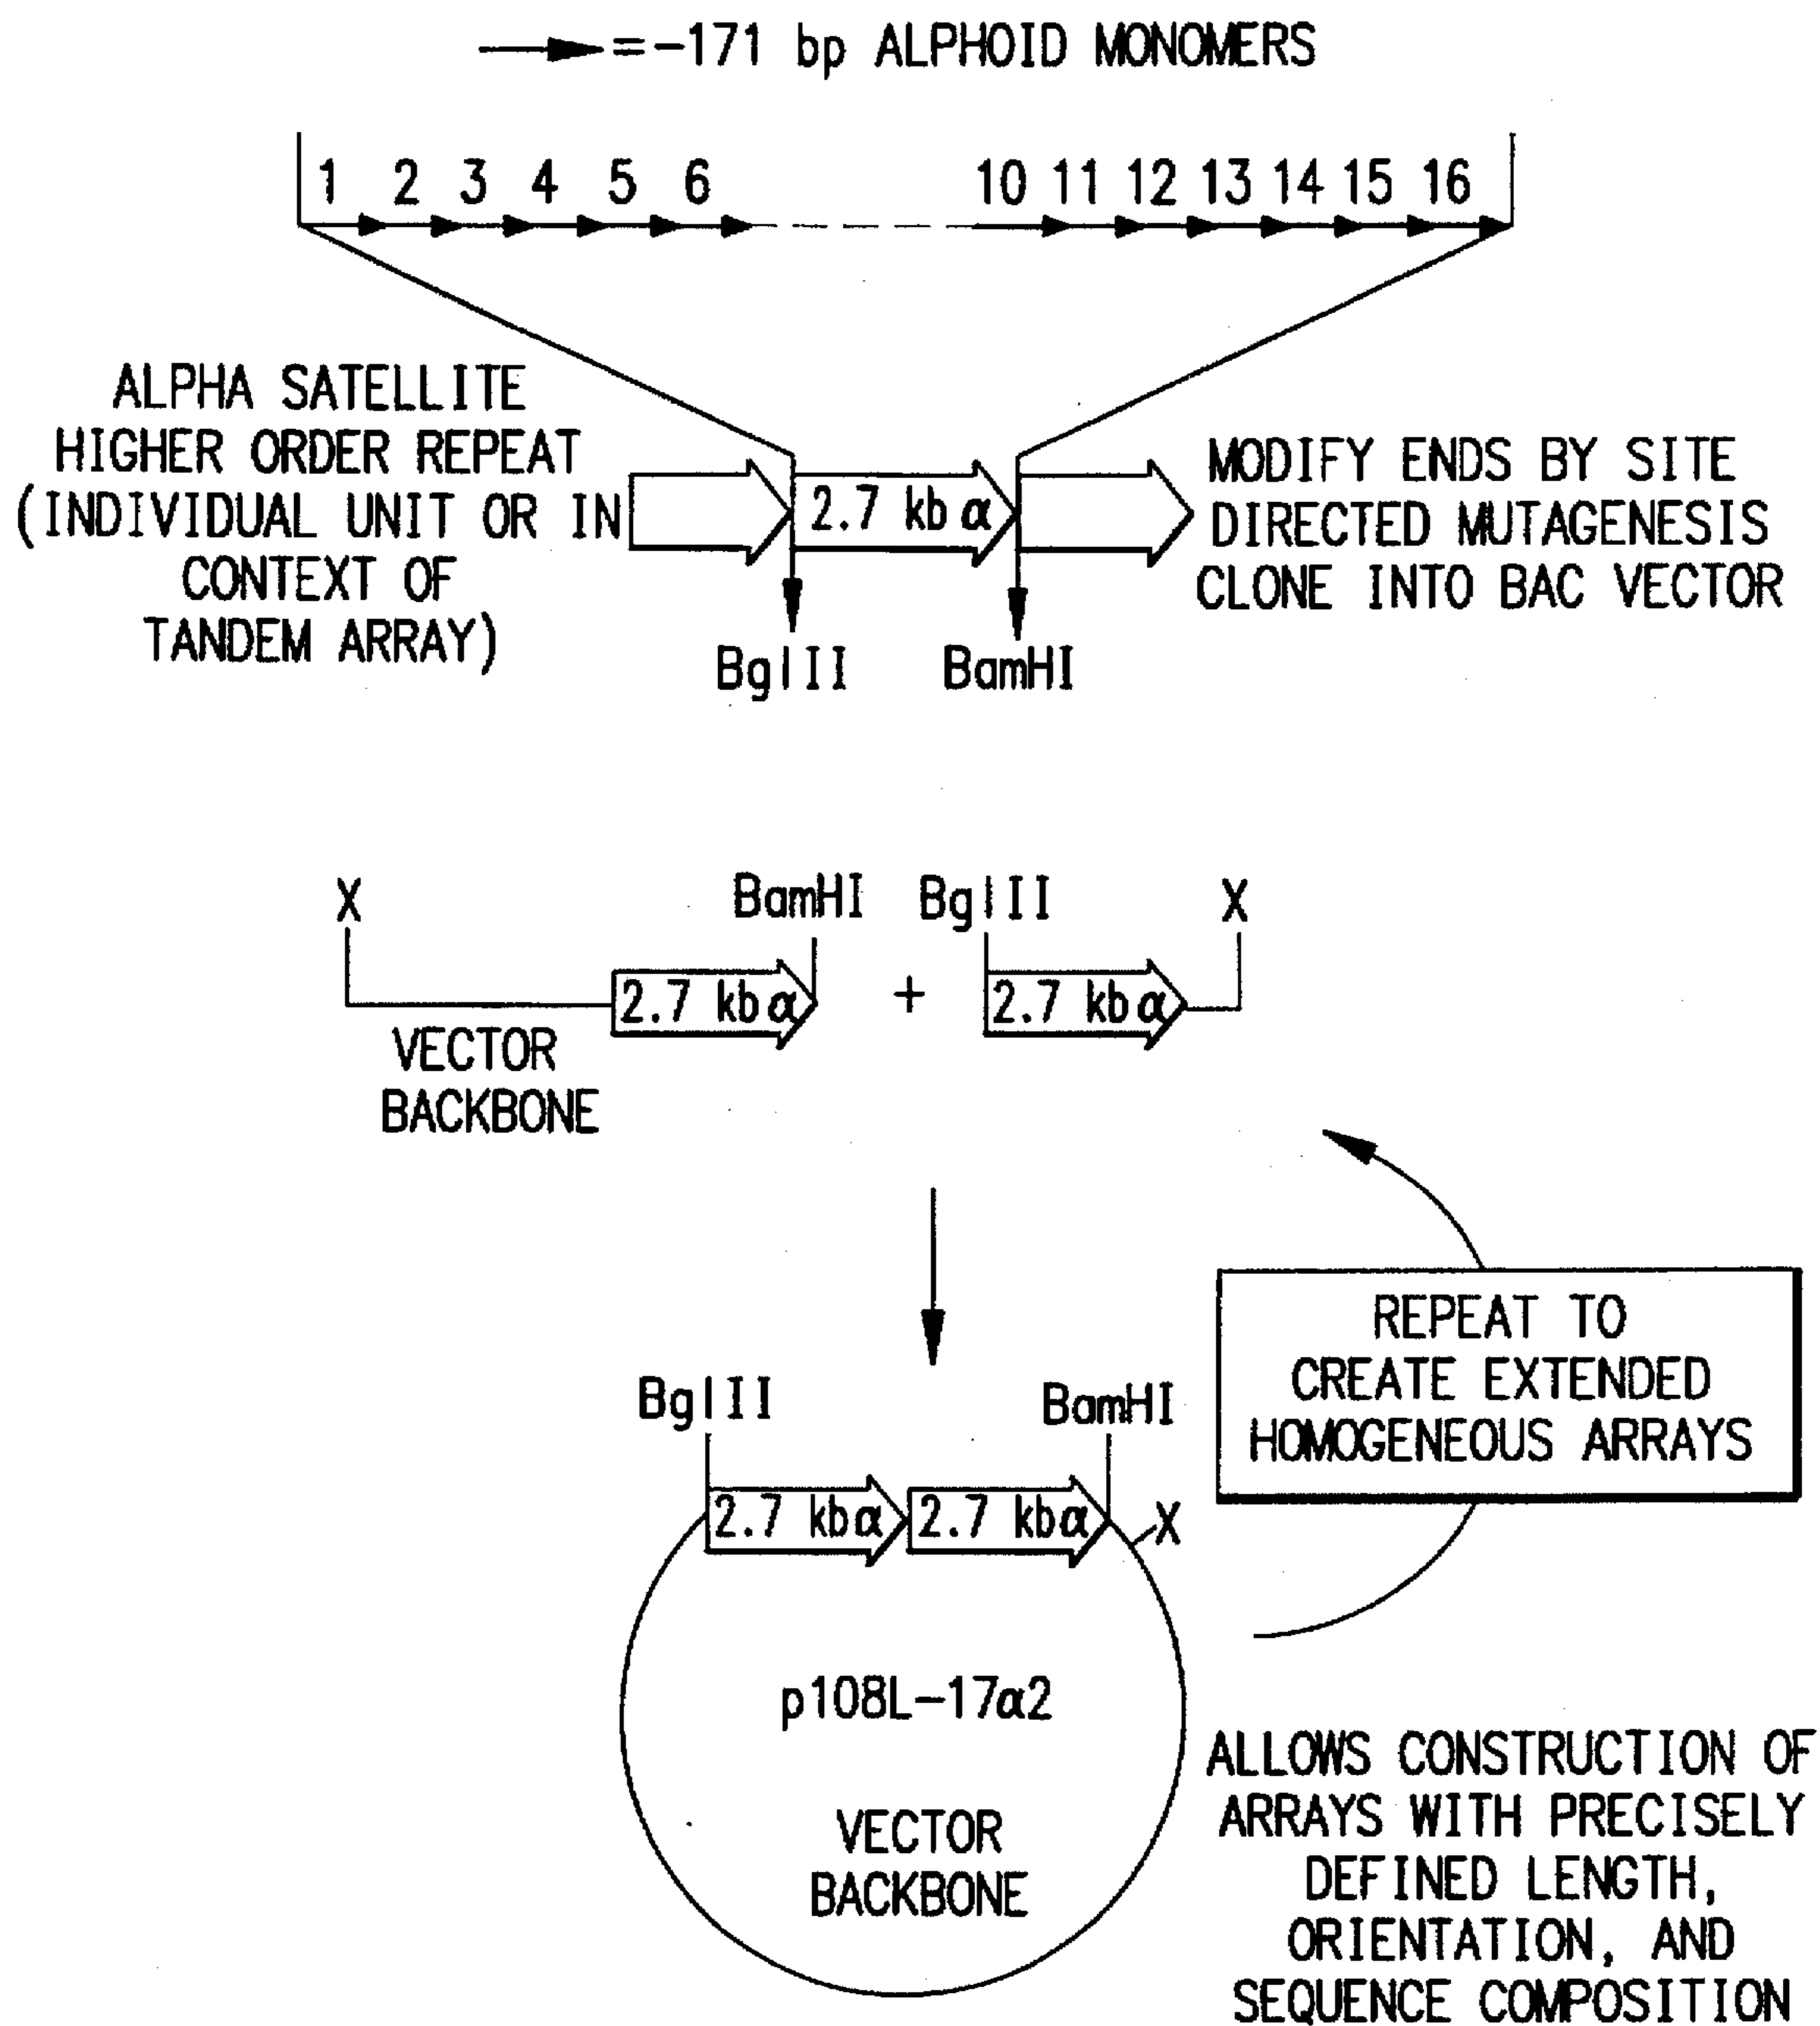 =-171 bp ALPHOID MONOMERS
1 2 3 4 5 6 10 11 12 13 14 15 16
ALPHA SATELLITE
HIGHER ORDER REPEAT
(INDIVIDUAL UNIT OR IN
CONTEXT OF
TANDEM ARRAY)
2.7 kb α
MODIFY ENDS BY SITE
DIRECTED MUTAGENESIS
CLONE INTO BAC VECTOR
BglII BamHI
X BamHI BglII X
2.7 kb α + 2.7 kb α
VECTOR
BACKBONE
REPEAT TO
CREATE EXTENDED
HOMOGENEOUS ARRAYS
BglII BamHI
2.7 kb α 2.7 kb α X
p108L-17α2
VECTOR
BACKBONE
ALLOWS CONSTRUCTION OF
ARRAYS WITH PRECISELY
DEFINED LENGTH,
ORIENTATION, AND
SEQUENCE COMPOSITION